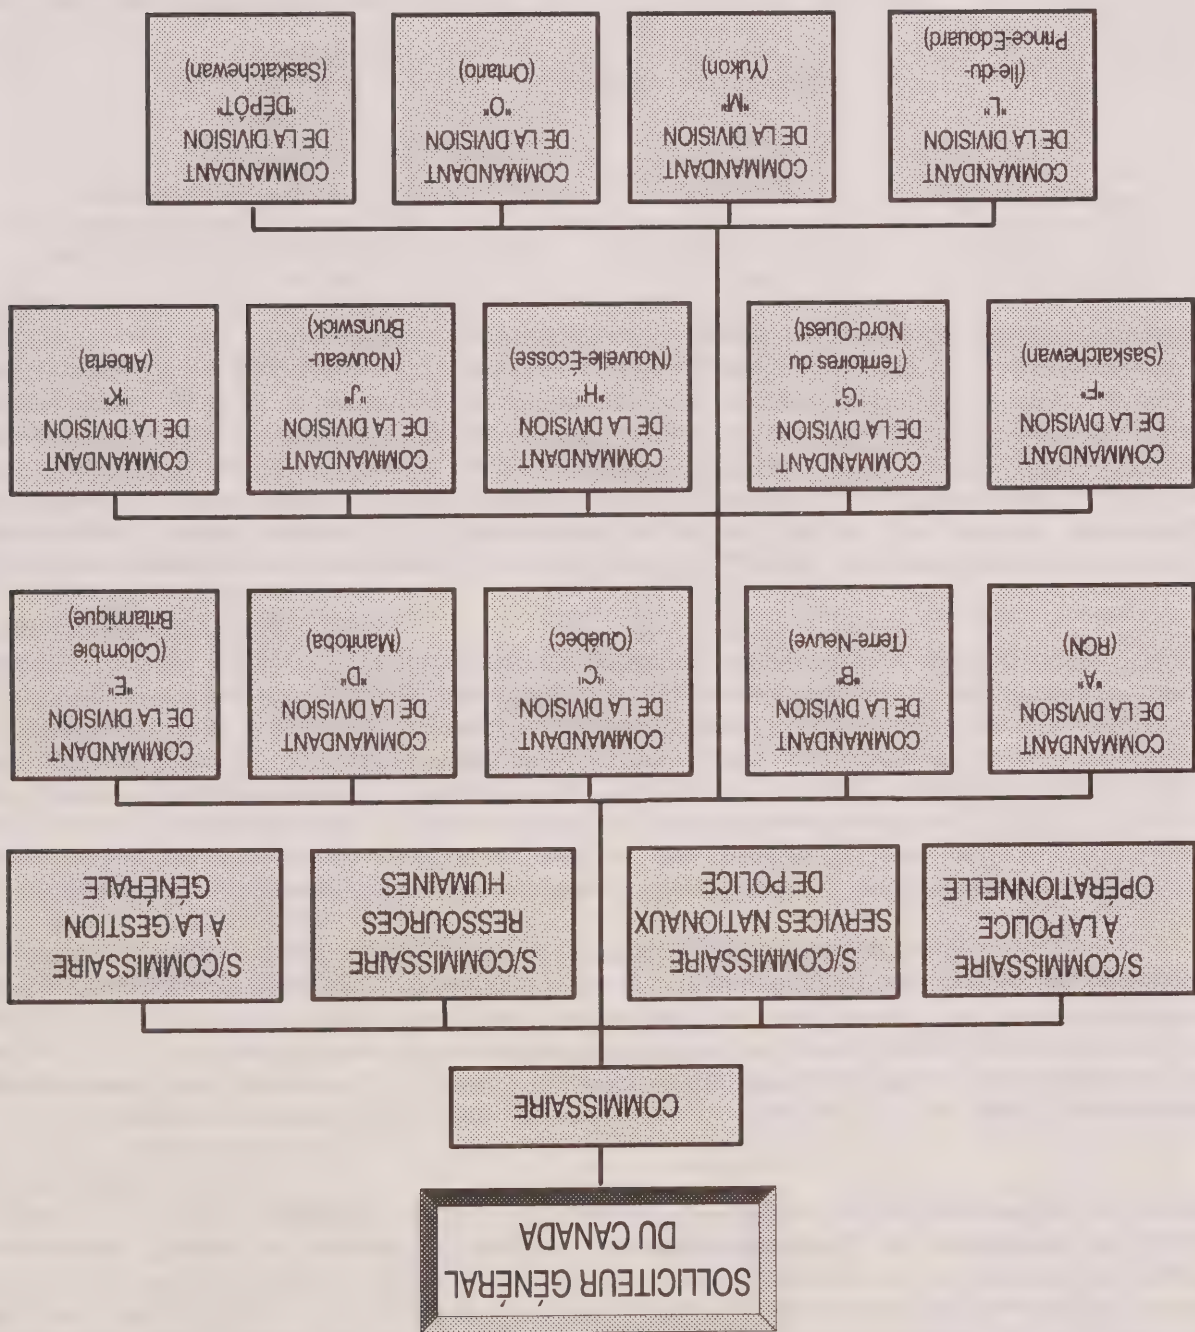 SOLLICITEUR GÉNÉRAL
DU CANADA
COMMISSAIRE
S/COMMISSAIRE
À LA POLICE
OPÉRATIONNELLE
S/COMMISSAIRE
SERVICES NATIONAUX
DE POLICE
S/COMMISSAIRE
RESSOURCES
HUMAINES
S/COMMISSAIRE
À LA GESTION
GÉNÉRALE
COMMANDANT
DE LA DIVISION
"A"
(RCN)
COMMANDANT
DE LA DIVISION
"B"
(Terre-Neuve)
COMMANDANT
DE LA DIVISION
"C"
(Québec)
COMMANDANT
DE LA DIVISION
"D"
(Manitoba)
COMMANDANT
DE LA DIVISION
"E"
(Colombie
Britannique)
COMMANDANT
DE LA DIVISION
"F"
(Saskatchewan)
COMMANDANT
DE LA DIVISION
"G"
(Territoires du
Nord-Ouest)
COMMANDANT
DE LA DIVISION
"H"
(Nouvelle-Écosse)
COMMANDANT
DE LA DIVISION
"J"
(Nouveau-
Brunswick)
COMMANDANT
DE LA DIVISION
"K"
(Alberta)
COMMANDANT
DE LA DIVISION
"L"
(Île-du-
Prince-Edouard)
COMMANDANT
DE LA DIVISION
"M"
(Yukon)
COMMANDANT
DE LA DIVISION
"O"
(Ontario)
COMMANDANT
DE LA DIVISION
"DÉPÔT"
(Saskatchewan)